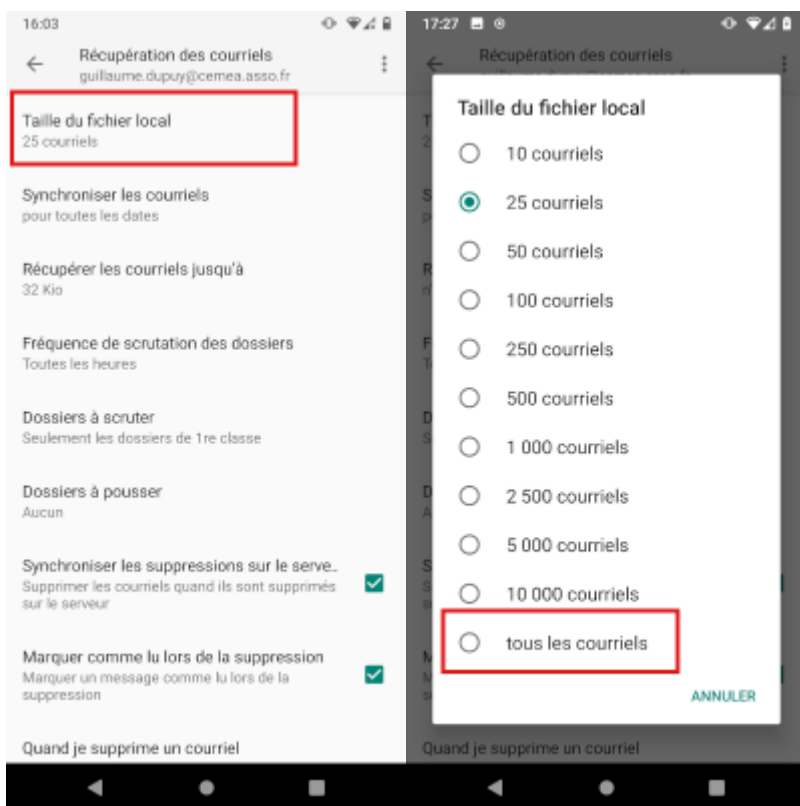 16:03
Récupération des courriels
guillaume.dupuy@cemea.asso.fr
Taille du fichier local
25 courriels
Synchroniser les courriels
pour toutes les dates
Récupérer les courriels jusqu'à
32 Kio
Fréquence de scrutation des dossiers
Toutes les heures
Dossiers à scruter
Seulement les dossiers de 1re classe
Dossiers à pousser
Aucun
Synchroniser les suppressions sur le serve…
Supprimer les courriels quand ils sont supprimés
sur le serveur
Marquer comme lu lors de la suppression
Marquer un message comme lu lors de la
suppression
Quand je supprime un courriel
17:27
Récupération des courriels
Taille du fichier local
10 courriels
25 courriels
50 courriels
100 courriels
250 courriels
500 courriels
1 000 courriels
2 500 courriels
5 000 courriels
10 000 courriels
tous les courriels
ANNULER
Quand je supprime un courriel